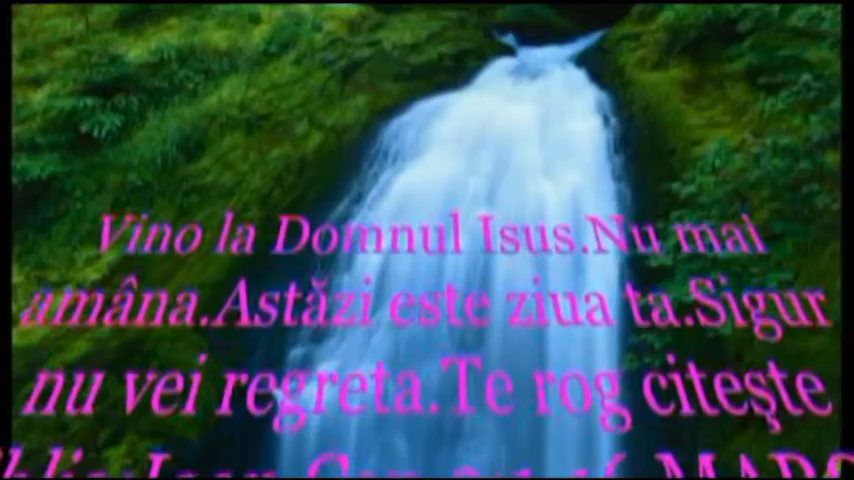 Vino la Domnul Isus.Nu mai
amâna.Astăzi este ziua ta.Sigur
nu vei regreta.Te rog citeşte